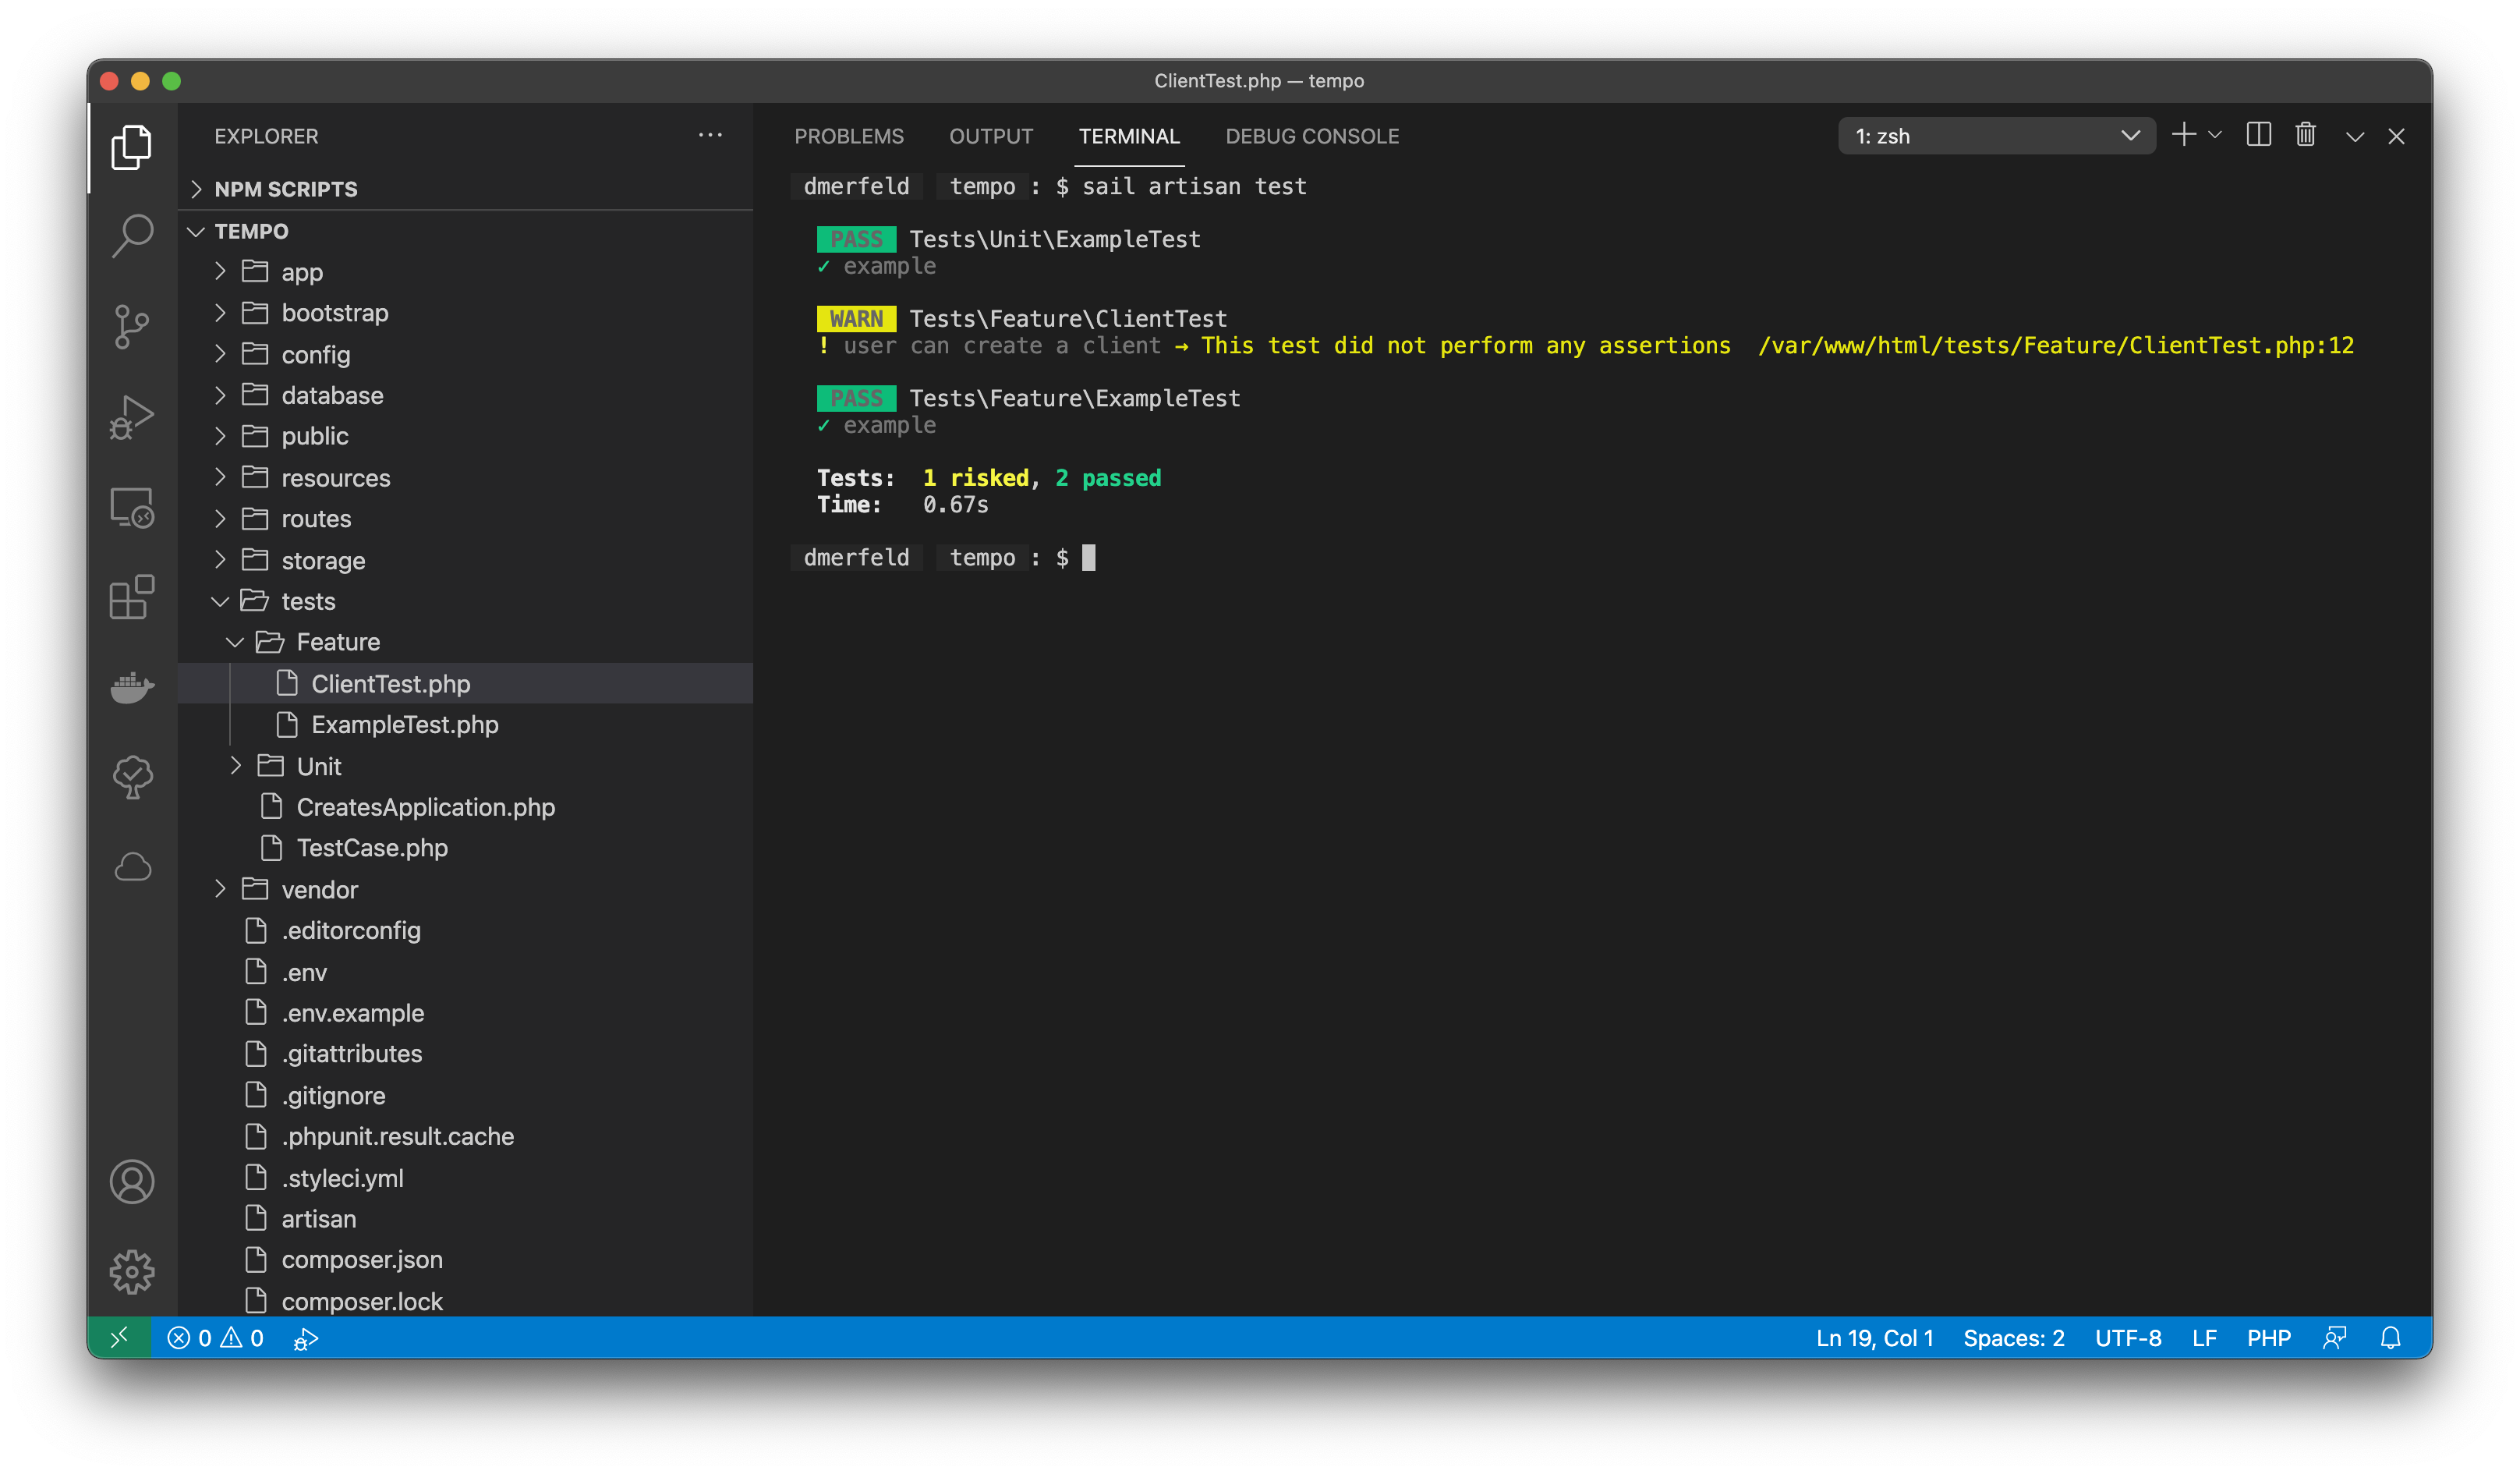 ClientTest.php — tempo
EXPLORER
NPM SCRIPTS
TEMPO
app
bootstrap
config
database
public
resources
routes
storage
tests
Feature
ClientTest.php
ExampleTest.php
Unit
CreatesApplication.php
TestCase.php
vendor
.editorconfig
.env
.env.example
.gitattributes
.gitignore
.phpunit.result.cache
.styleci.yml
artisan
composer.json
composer.lock
PROBLEMS OUTPUT TERMINAL DEBUG CONSOLE 1: zsh
dmerfeld tempo : $ sail artisan test
PASS Tests\Unit\ExampleTest
✓ example
WARN Tests\Feature\ClientTest
! user can create a client → This test did not perform any assertions /var/www/html/tests/Feature/ClientTest.php:12
PASS Tests\Feature\ExampleTest
✓ example
Tests: 1 risked, 2 passed
Time: 0.67s
dmerfeld tempo : $
0 0 Ln 19, Col 1 Spaces: 2 UTF-8 LF PHP